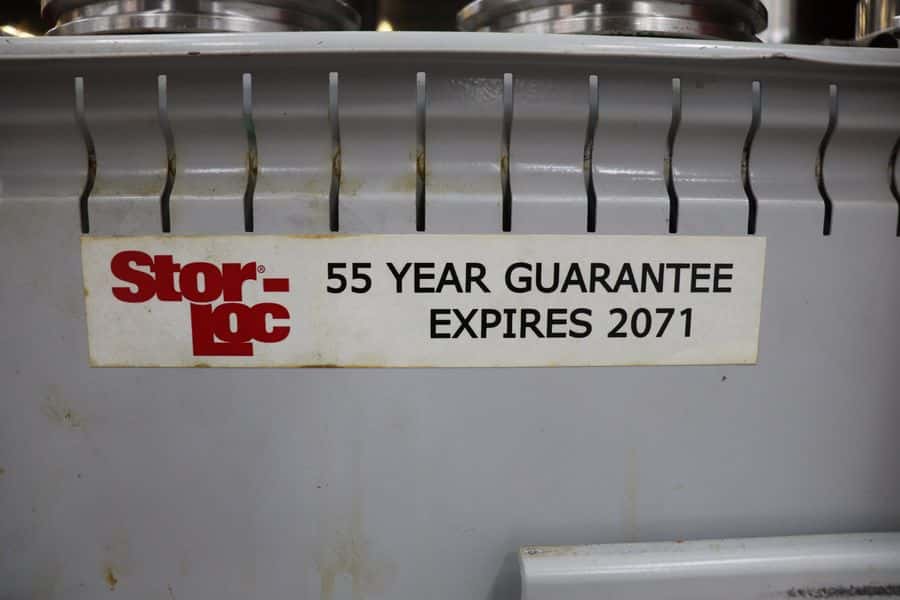 Stor-®
Loc
55 YEAR GUARANTEE
EXPIRES 2071